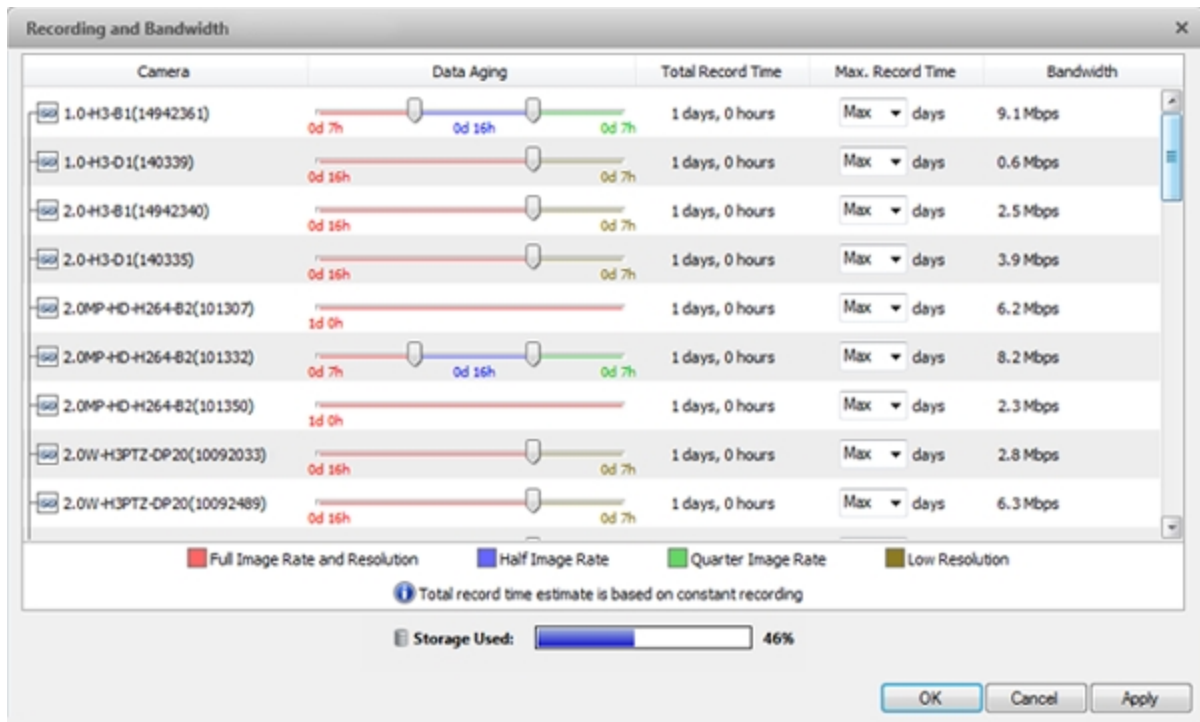 Recording and Bandwidth
Camera Data Aging Total Record Time Max. Record Time Bandwidth
1.0-H3-B1(14942361) 0d 7h 0d 16h 0d 7h 1 days, 0 hours Max days 9.1 Mbps
1.0-H3-D1(140339) 0d 16h 0d 7h 1 days, 0 hours Max days 0.6 Mbps
2.0-H3-B1(14942340) 0d 16h 0d 7h 1 days, 0 hours Max days 2.5 Mbps
2.0-H3-D1(140335) 0d 16h 0d 7h 1 days, 0 hours Max days 3.9 Mbps
2.0MP-HD-H264-B2(101307) 1d 0h 1 days, 0 hours Max days 6.2 Mbps
2.0MP-HD-H264-B2(101332) 0d 7h 0d 16h 0d 7h 1 days, 0 hours Max days 8.2 Mbps
2.0MP-HD-H264-B2(101350) 1d 0h 1 days, 0 hours Max days 2.3 Mbps
2.0W-H3PTZ-DP20(10092033) 0d 16h 0d 7h 1 days, 0 hours Max days 2.8 Mbps
2.0W-H3PTZ-DP20(10092489) 0d 16h 0d 7h 1 days, 0 hours Max days 6.3 Mbps
Full Image Rate and Resolution Half Image Rate Quarter Image Rate Low Resolution
Total record time estimate is based on constant recording
Storage Used: 46%
OK Cancel Apply